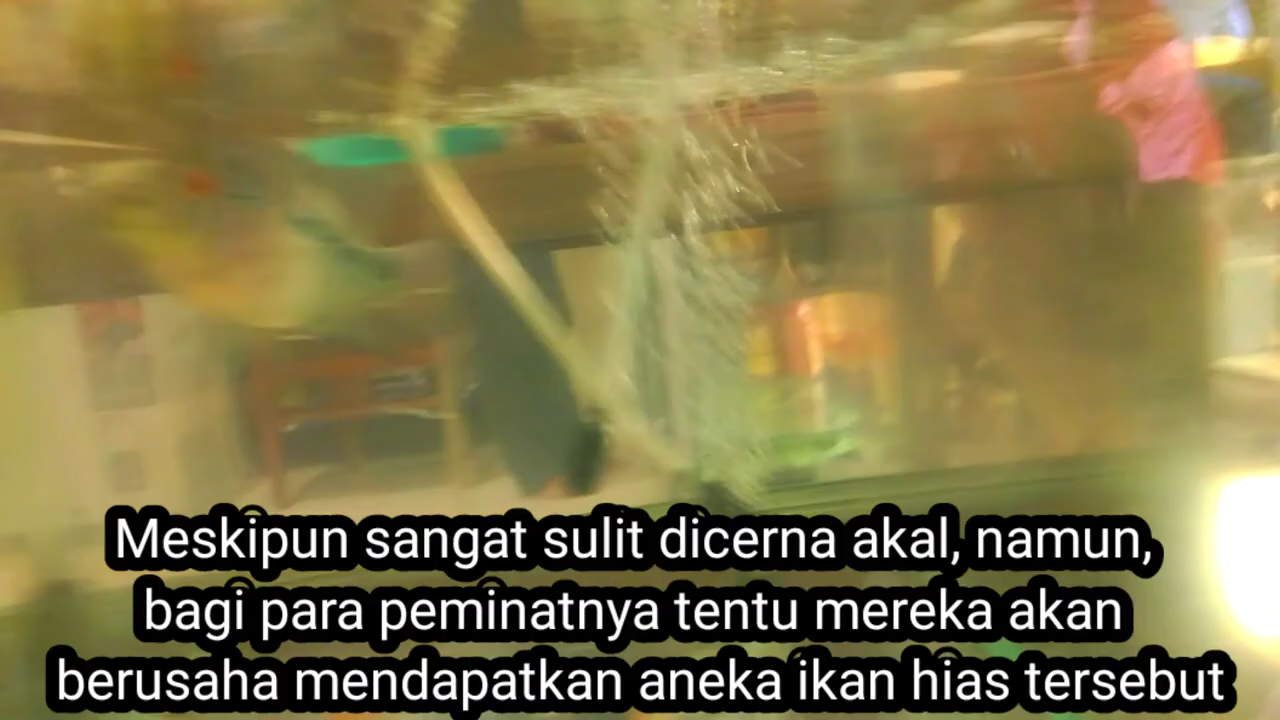 Meskipun sangat sulit dicerna akal, namun,
bagi para peminatnya tentu mereka akan
berusaha mendapatkan aneka ikan hias tersebut